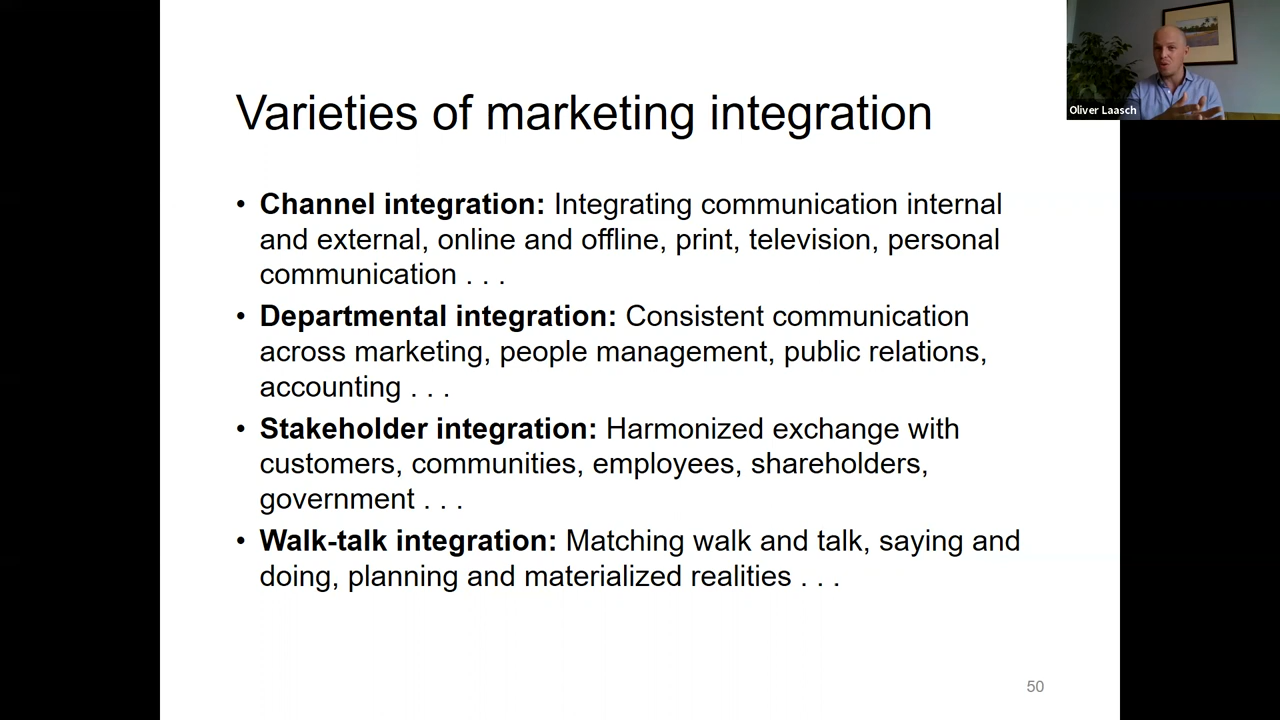 Varieties of marketing integration
Oliver Laasch
• Channel integration: Integrating communication internal
and external, online and offline, print, television, personal
communication . . .
• Departmental integration: Consistent communication
across marketing, people management, public relations,
accounting . . .
• Stakeholder integration: Harmonized exchange with
customers, communities, employees, shareholders,
government . . .
• Walk-talk integration: Matching walk and talk, saying and
doing, planning and materialized realities . . .
50